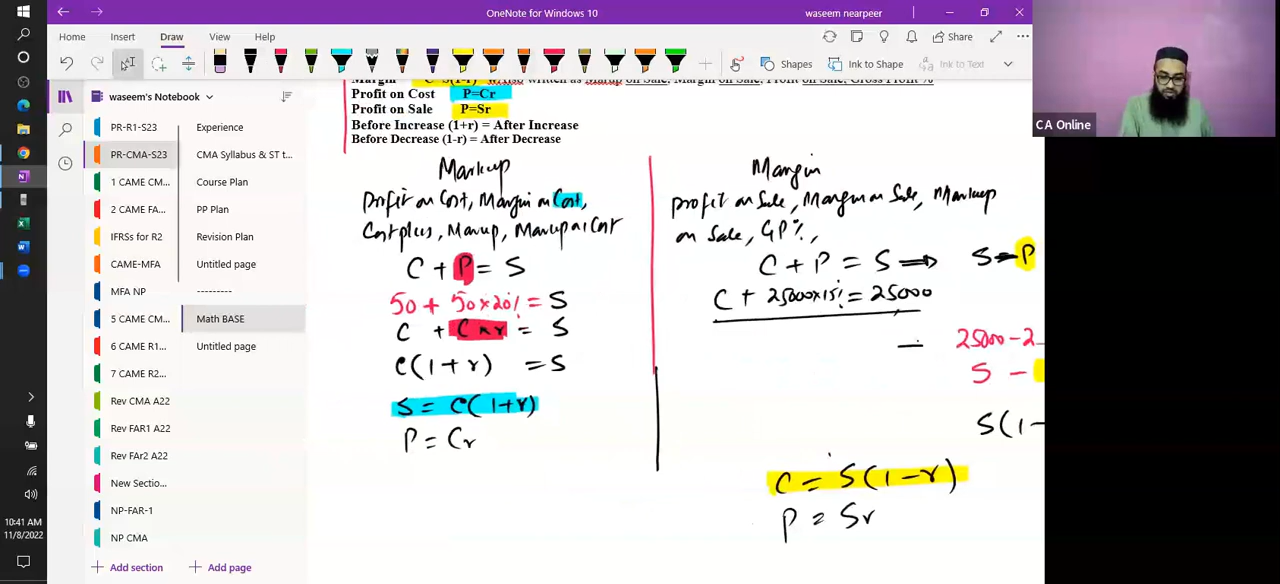 OneNote for Windows 10
waseem nearpeer
Home Insert Draw View Help
Share
Shapes Ink to Shape Ink to Text
waseem's Notebook
PR-R1-S23
PR-CMA-S23
1 CAME CM...
2 CAME FA...
IFRSs for R2
CAME-MFA
MFA NP
5 CAME CM...
6 CAME R1...
7 CAME R2...
Rev CMA A22
Rev FAR1 A22
Rev FAr2 A22
New Sectio...
NP-FAR-1
NP CMA
Add section
Experience
CMA Syllabus & ST t...
Course Plan
PP Plan
Revision Plan
Untitled page
---------
Math BASE
Untitled page
Add page
Profit on Cost P=Cr
Profit on Sale P=Sr
Before Increase (1+r) = After Increase
Before Decrease (1-r) = After Decrease
Markup
Profit on Cost, Margin on Cost,
Cost plus, Markup, Markup on Cost
C + P = S
50 + 50×20% = S
C + C×r = S
C(1+r) = S
S = C(1+r)
P = Cr
Margin
Profit on Sale, Margin on Sale, Markup
on Sale, GP%,
C + P = S ⟹ S-P
C + 25000×15% = 25000
25000-2
S -
S(1-
C = S(1-r)
P = Sr
CA Online
10:41 AM
11/8/2022